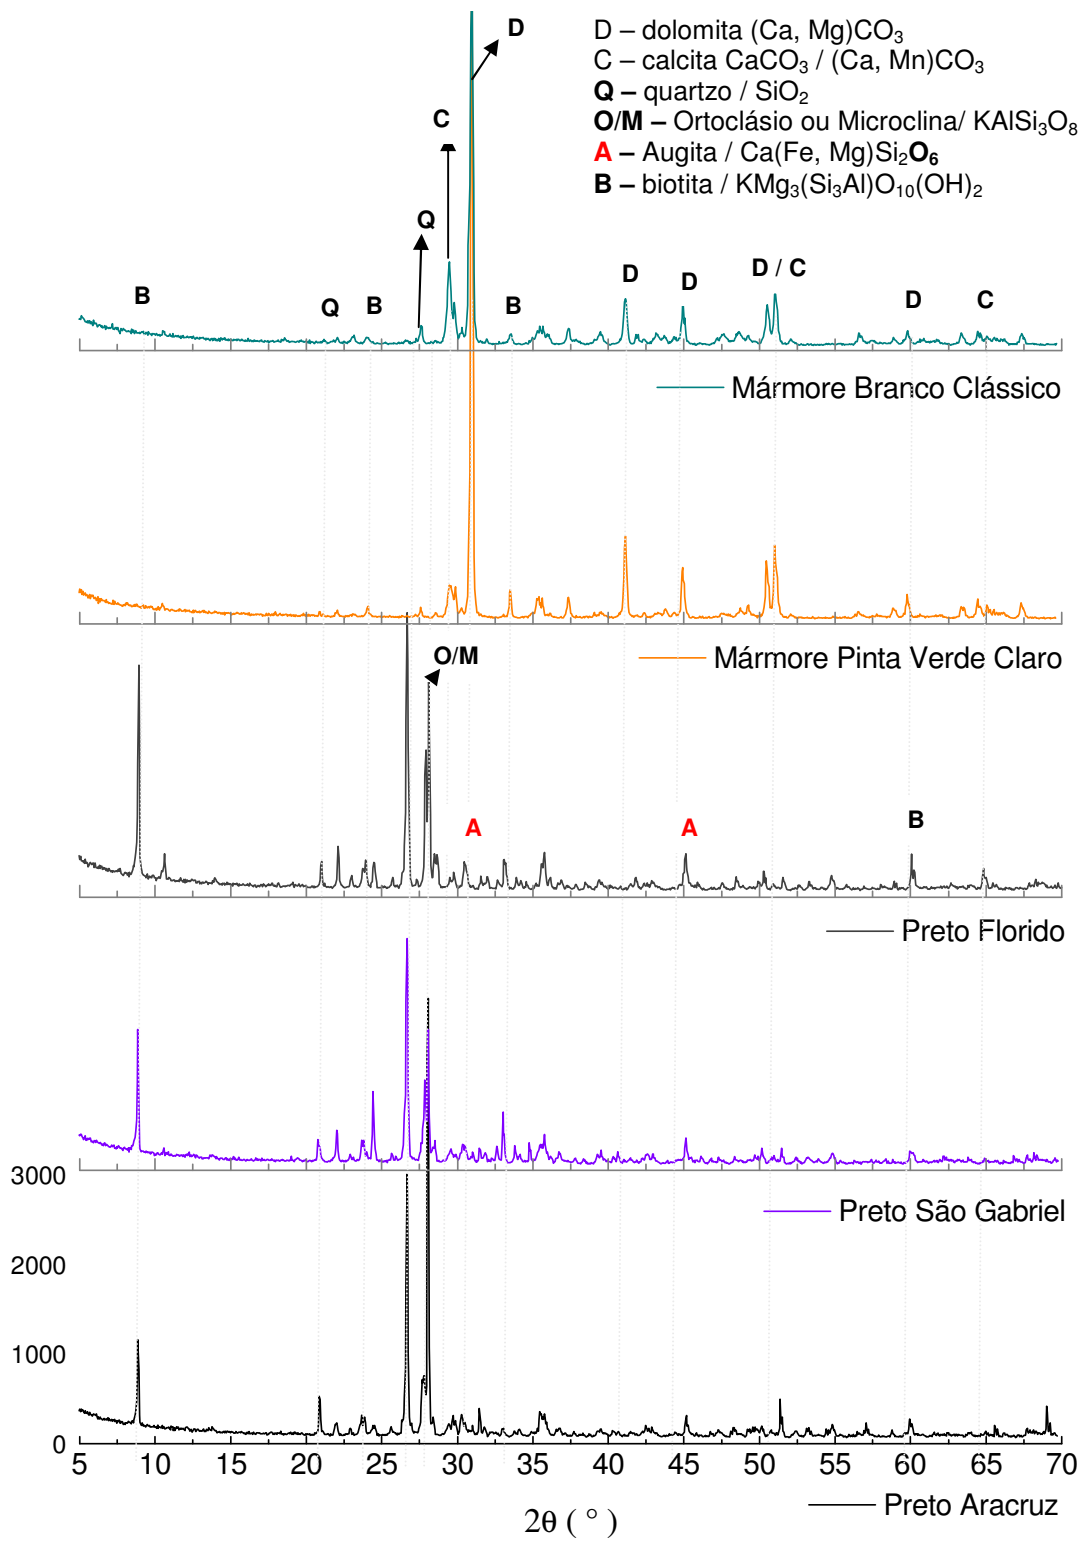 D – dolomita (Ca, Mg)CO₃
C – calcita CaCO₃ / (Ca, Mn)CO₃
Q – quartzo / SiO₂
O/M – Ortoclásio ou Microclina/ KAlSi₃O₈
A – Augita / Ca(Fe, Mg)Si₂O₆
B – biotita / KMg₃(Si₃Al)O₁₀(OH)₂
D
C
Q
B
Q
B
B
D
D
D / C
D
C
Mármore Branco Clássico
Mármore Pinta Verde Claro
O/M
A
A
B
Preto Florido
Preto São Gabriel
3000
2000
1000
0
5 10 15 20 25 30 35 40 45 50 55 60 65 70
Preto Aracruz
2θ ( ° )